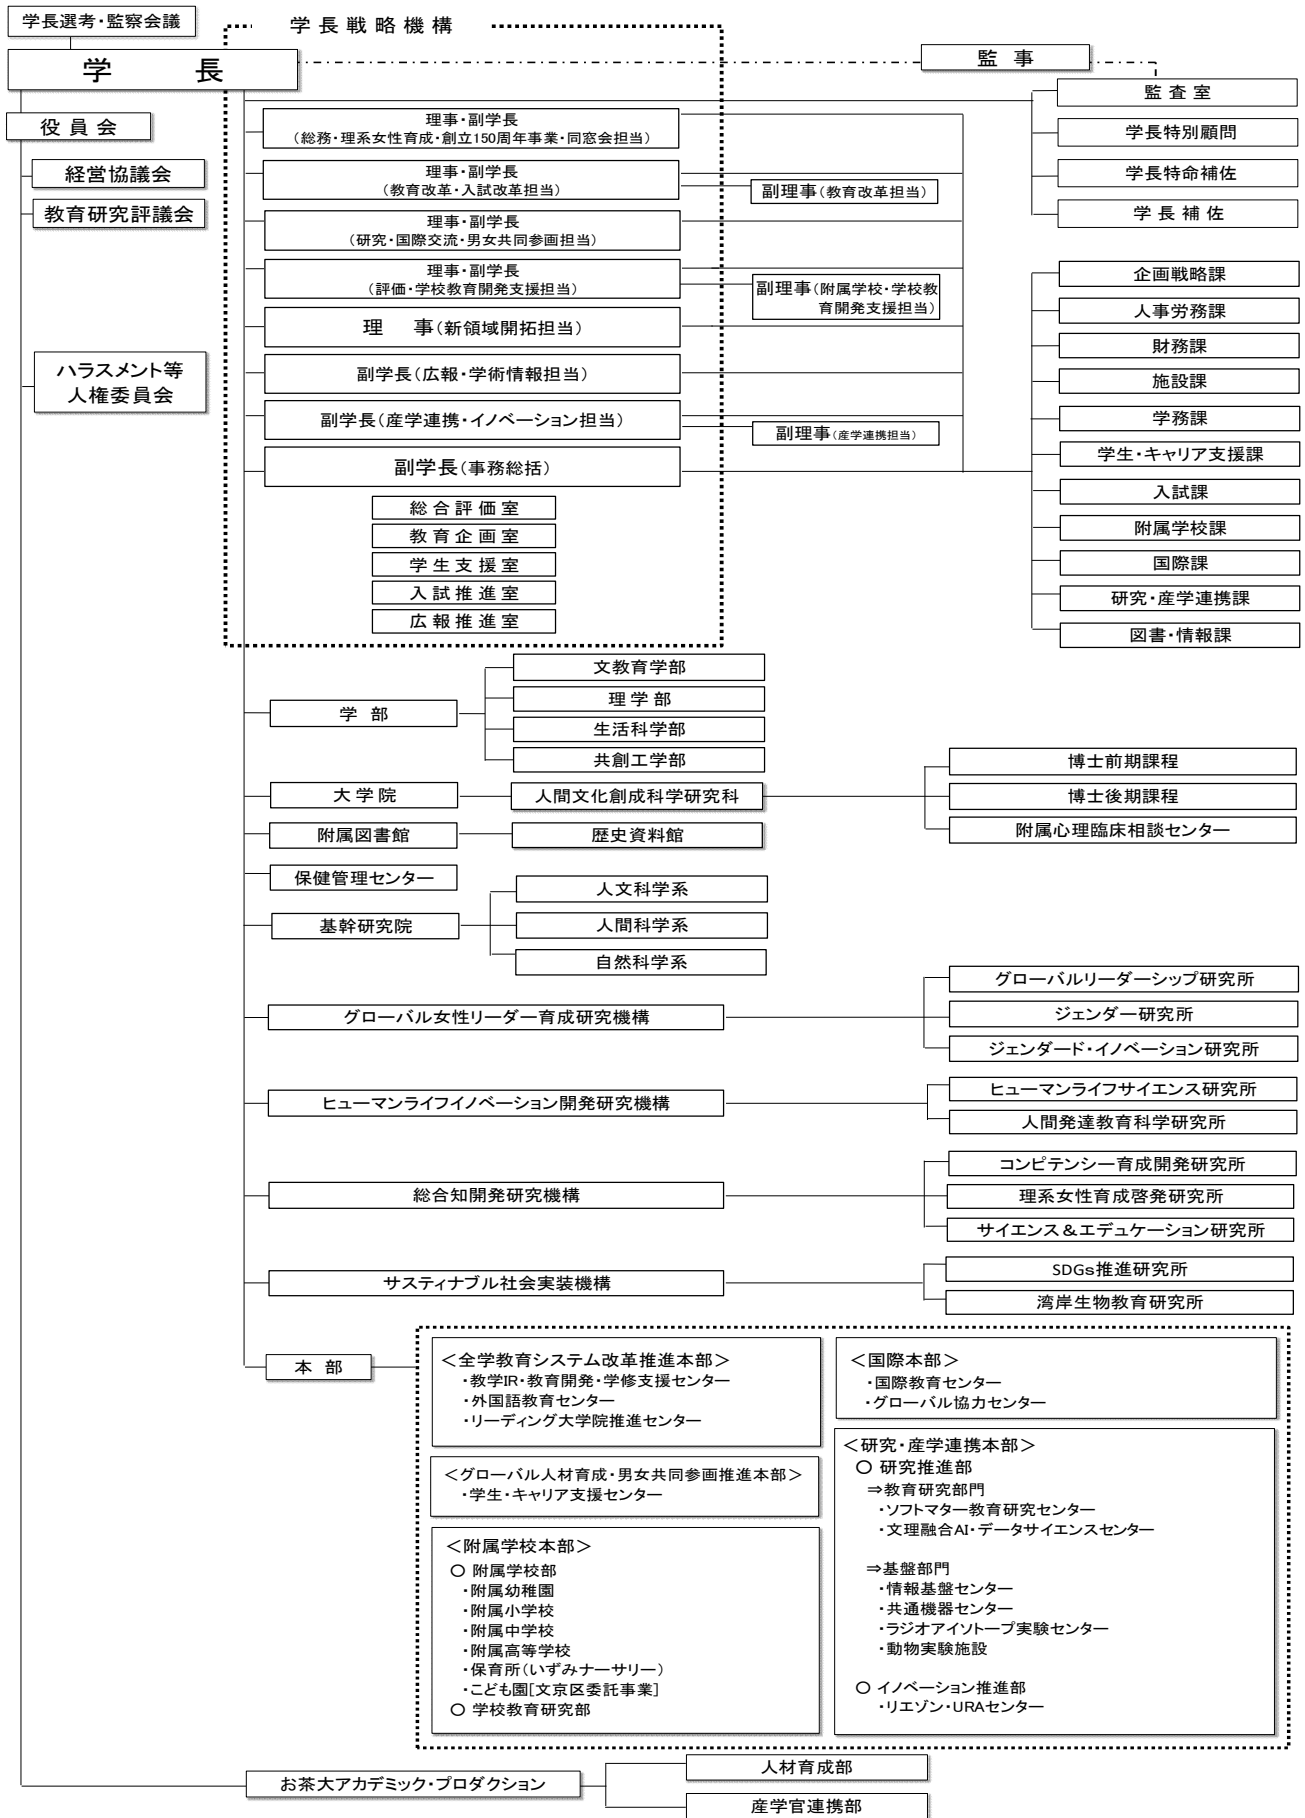 学長選考・監察会議
学長戦略機構
学 長
監 事
監 査 室
役 員 会
理事・副学長
(総務・理系女性育成・創立150周年事業・同窓会担当)
学長特別顧問
経営協議会
理事・副学長
(教育改革・入試改革担当)
副理事(教育改革担当)
学長特命補佐
教育研究評議会
理事・副学長
(研究・国際交流・男女共同参画担当)
学 長 補 佐
理事・副学長
(評価・学校教育開発支援担当)
副理事(附属学校・学校教
育開発支援担当)
理 事(新領域開拓担当)
ハラスメント等
人権委員会
副学長(広報・学術情報担当)
副学長(産学連携・イノベーション担当)
副理事(産学連携担当)
副学長(事務総括)
企画戦略課
人事労務課
財務課
施設課
学務課
学生・キャリア支援課
入試課
附属学校課
国際課
研究・産学連携課
図書・情報課
総 合 評 価 室
教 育 企 画 室
学 生 支 援 室
入 試 推 進 室
広 報 推 進 室
学 部
文教育学部
理 学 部
生活科学部
共創工学部
大 学 院
人間文化創成科学研究科
博士前期課程
博士後期課程
附属心理臨床相談センター
附属図書館
歴史資料館
保健管理センター
基幹研究院
人文科学系
人間科学系
自然科学系
グローバル女性リーダー育成研究機構
グローバルリーダーシップ研究所
ジェンダー研究所
ジェンダード・イノベーション研究所
ヒューマンライフイノベーション開発研究機構
ヒューマンライフサイエンス研究所
人間発達教育科学研究所
総合知開発研究機構
コンピテンシー育成開発研究所
理系女性育成啓発研究所
サイエンス＆エデュケーション研究所
サスティナブル社会実装機構
SDGs推進研究所
湾岸生物教育研究所
本 部
＜全学教育システム改革推進本部＞
・教学IR・教育開発・学修支援センター
・外国語教育センター
・リーディング大学院推進センター
＜グローバル人材育成・男女共同参画推進本部＞
・学生・キャリア支援センター
＜附属学校本部＞
○ 附属学校部
・附属幼稚園
・附属小学校
・附属中学校
・附属高等学校
・保育所(いずみナーサリー)
・こども園[文京区委託事業]
○ 学校教育研究部
＜国際本部＞
・国際教育センター
・グローバル協力センター
＜研究・産学連携本部＞
○ 研究推進部
⇒教育研究部門
・ソフトマター教育研究センター
・文理融合AI・データサイエンスセンター
⇒基盤部門
・情報基盤センター
・共通機器センター
・ラジオアイソトープ実験センター
・動物実験施設
○ イノベーション推進部
・リエゾン・URAセンター
お茶大アカデミック・プロダクション
人材育成部
産学官連携部